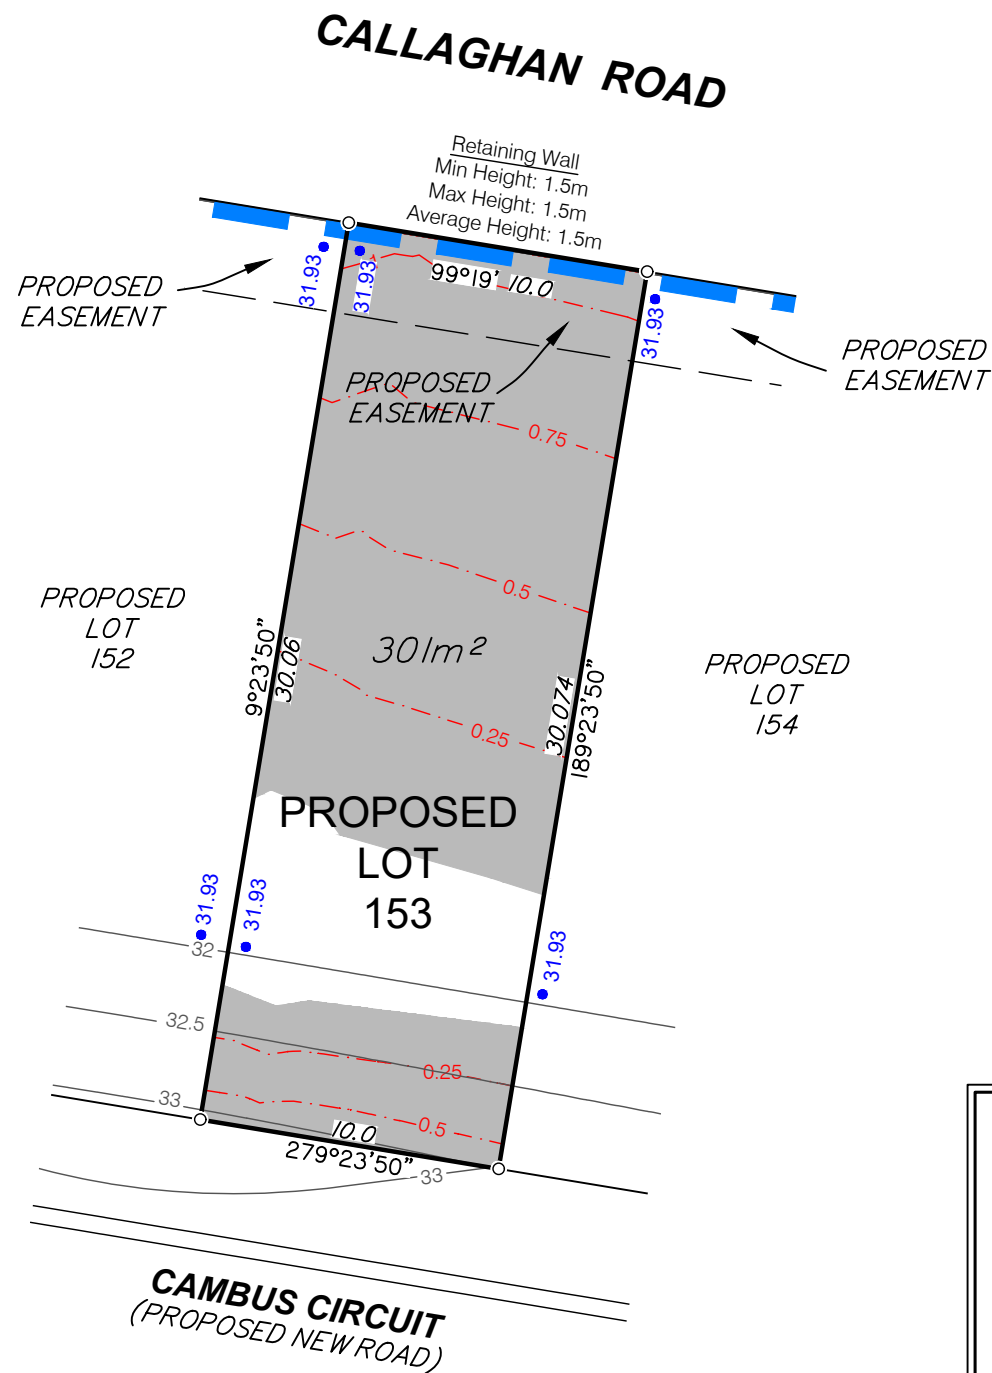 CALLAGHAN ROAD
Retaining Wall
Min Height: 1.5m
Max Height: 1.5m
Average Height: 1.5m
31.93
31.93
99°19' 10.0
31.93
PROPOSED
EASEMENT
PROPOSED
EASEMENT
PROPOSED
EASEMENT
0.75
0.5
PROPOSED
LOT
152
9°23'50"
30.06
301m²
30.074
189°23'50"
PROPOSED
LOT
154
0.25
PROPOSED
LOT
153
31.93
31.93
31.93
32
32.5
0.25
33
0.5
10.0
279°23'50"
33
CAMBUS CIRCUIT
(PROPOSED NEW ROAD)